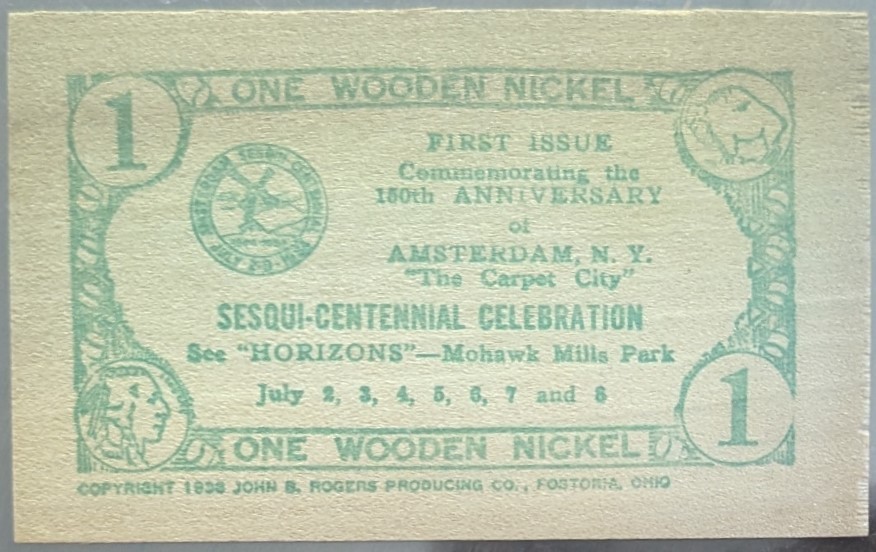 ONE WOODEN NICKEL
1
FIRST ISSUE
Commemorating the
150th ANNIVERSARY
of
AMSTERDAM, N. Y.
"The Carpet City"
SESQUI-CENTENNIAL CELEBRATION
See "HORIZONS"—Mohawk Mills Park
July 2, 3, 4, 5, 6, 7 and 8
1
ONE WOODEN NICKEL
COPYRIGHT 1938 JOHN B. ROGERS PRODUCING CO., FOSTORIA, OHIO